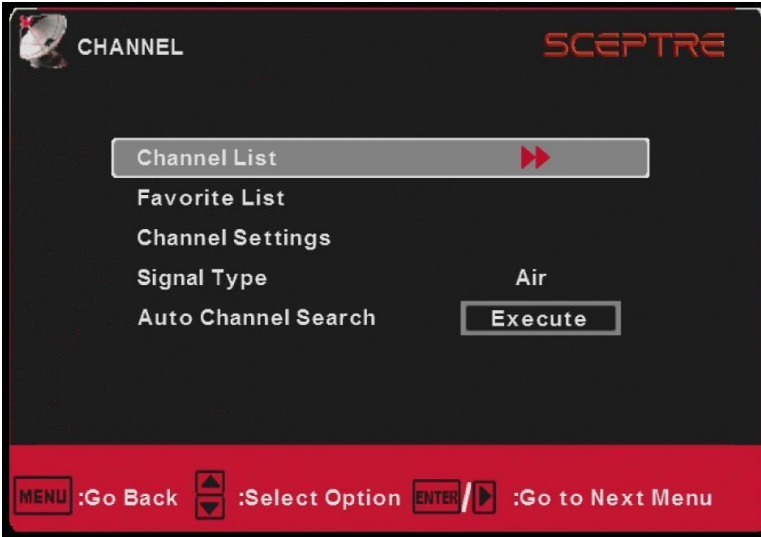 CHANNEL
SCEPTRE
Channel List
Favorite List
Channel Settings
Signal Type Air
Auto Channel Search Execute
MENU :Go Back :Select Option ENTER / :Go to Next Menu